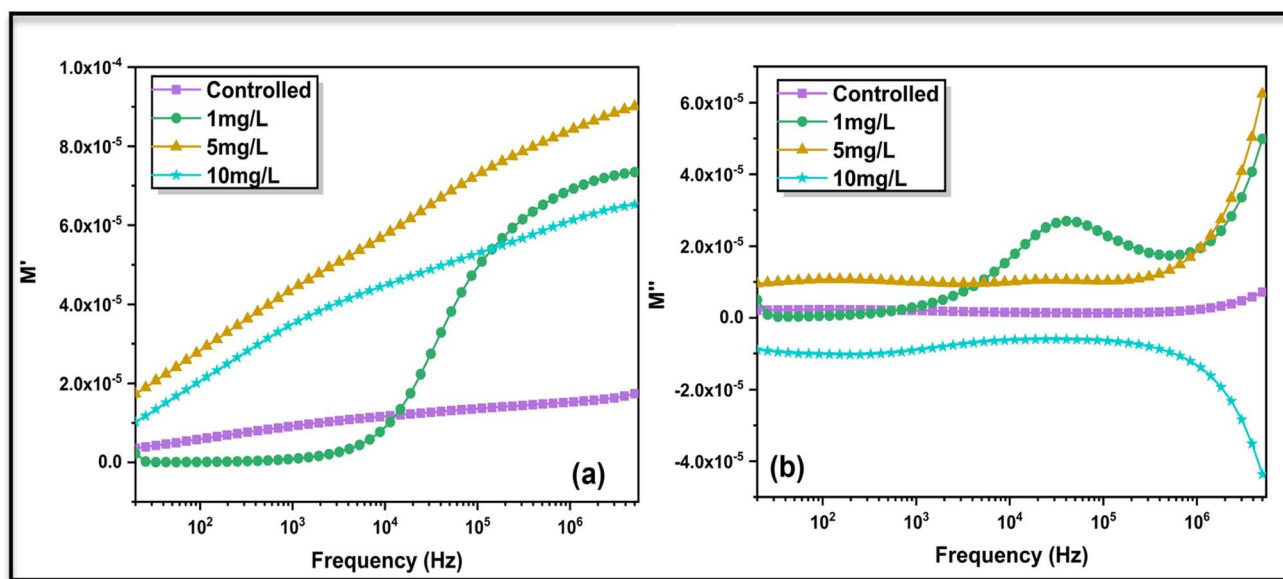 1.0x10⁻⁴
8.0x10⁻⁵
6.0x10⁻⁵
4.0x10⁻⁵
2.0x10⁻⁵
0.0
M'
Controlled
1mg/L
5mg/L
10mg/L
(a)
10² 10³ 10⁴ 10⁵ 10⁶
Frequency (Hz)
6.0x10⁻⁵
4.0x10⁻⁵
2.0x10⁻⁵
0.0
-2.0x10⁻⁵
-4.0x10⁻⁵
M"
Controlled
1mg/L
5mg/L
10mg/L
(b)
10² 10³ 10⁴ 10⁵ 10⁶
Frequency (Hz)